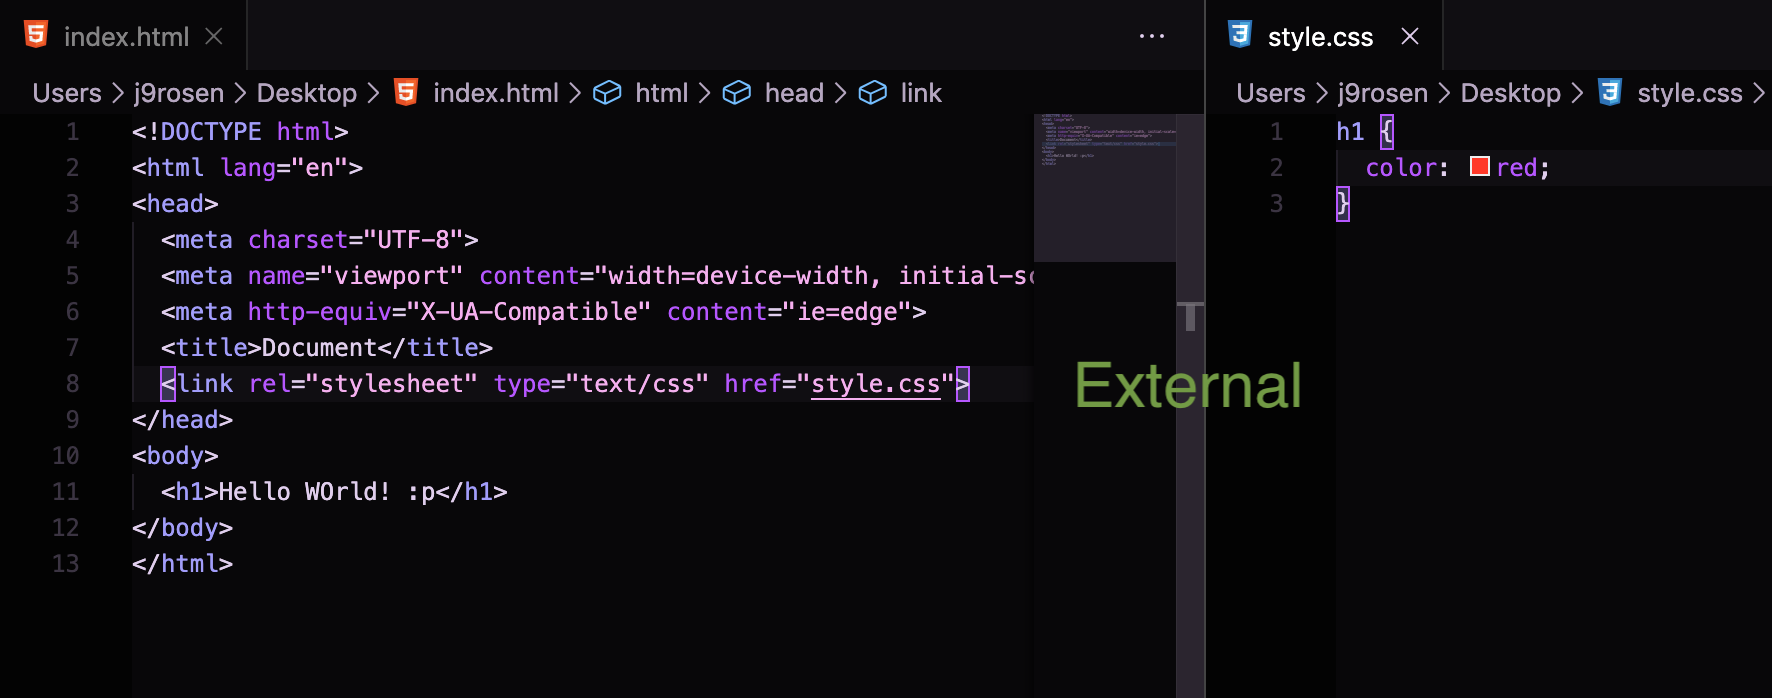 index.html
style.css
Users > j9rosen > Desktop > index.html > html > head > link
Users > j9rosen > Desktop > style.css >
1 <!DOCTYPE html>
2 <html lang="en">
3 <head>
4 <meta charset="UTF-8">
5 <meta name="viewport" content="width=device-width, initial-sc
6 <meta http-equiv="X-UA-Compatible" content="ie=edge">
7 <title>Document</title>
8 <link rel="stylesheet" type="text/css" href="style.css">
9 </head>
10 <body>
11 <h1>Hello WOrld! :p</h1>
12 </body>
13 </html>
External
1 h1 {
2 color: red;
3 }